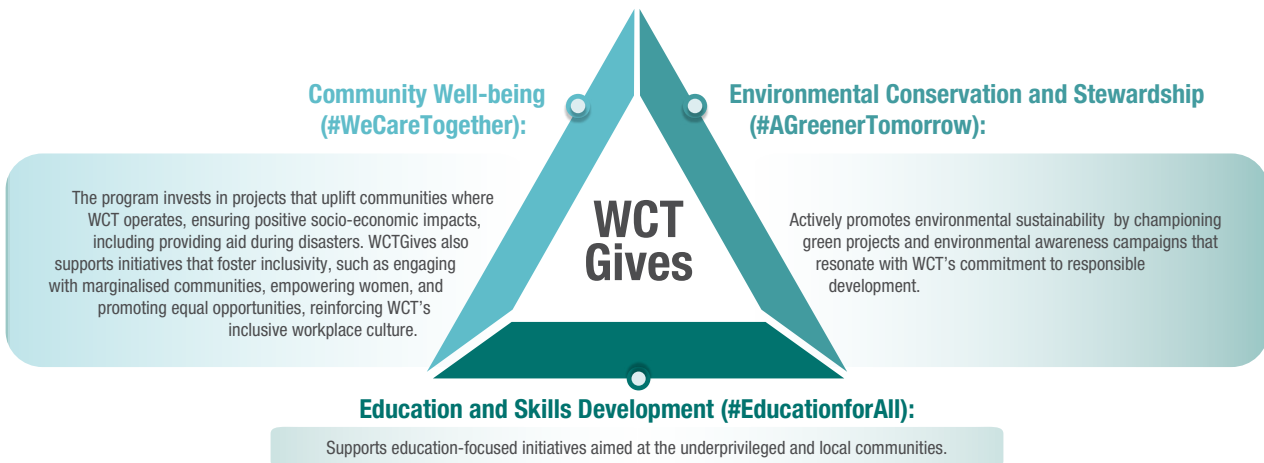 Community Well-being
(#WeCareTogether):
The program invests in projects that uplift communities where
WCT operates, ensuring positive socio-economic impacts,
including providing aid during disasters. WCTGives also
supports initiatives that foster inclusivity, such as engaging
with marginalised communities, empowering women, and
promoting equal opportunities, reinforcing WCT's
inclusive workplace culture.
WCT
Gives
Environmental Conservation and Stewardship
(#AGreenerTomorrow):
Actively promotes environmental sustainability by championing
green projects and environmental awareness campaigns that
resonate with WCT's commitment to responsible
development.
Education and Skills Development (#EducationforAll):
Supports education-focused initiatives aimed at the underprivileged and local communities.